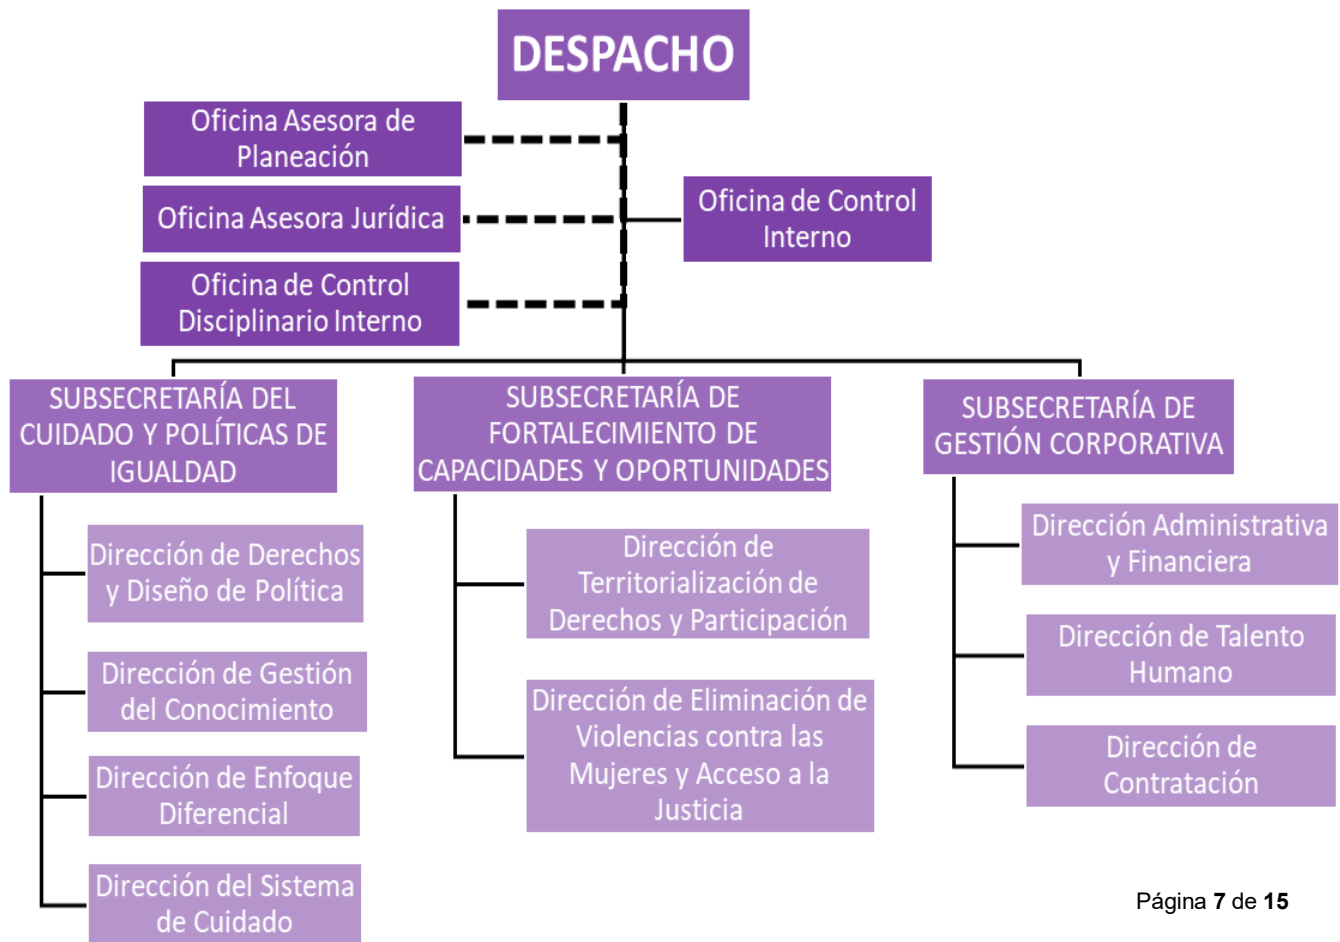 DESPACHO
Oficina Asesora de
Planeación
Oficina Asesora Jurídica
Oficina de Control
Disciplinario Interno
Oficina de Control
Interno
SUBSECRETARÍA DEL
CUIDADO Y POLÍTICAS DE
IGUALDAD
Dirección de Derechos
y Diseño de Política
Dirección de Gestión
del Conocimiento
Dirección de Enfoque
Diferencial
Dirección del Sistema
de Cuidado
SUBSECRETARÍA DE
FORTALECIMIENTO DE
CAPACIDADES Y OPORTUNIDADES
Dirección de
Territorialización de
Derechos y Participación
Dirección de Eliminación de
Violencias contra las
Mujeres y Acceso a la
Justicia
SUBSECRETARÍA DE
GESTIÓN CORPORATIVA
Dirección Administrativa
y Financiera
Dirección de Talento
Humano
Dirección de
Contratación
Página 7 de 15